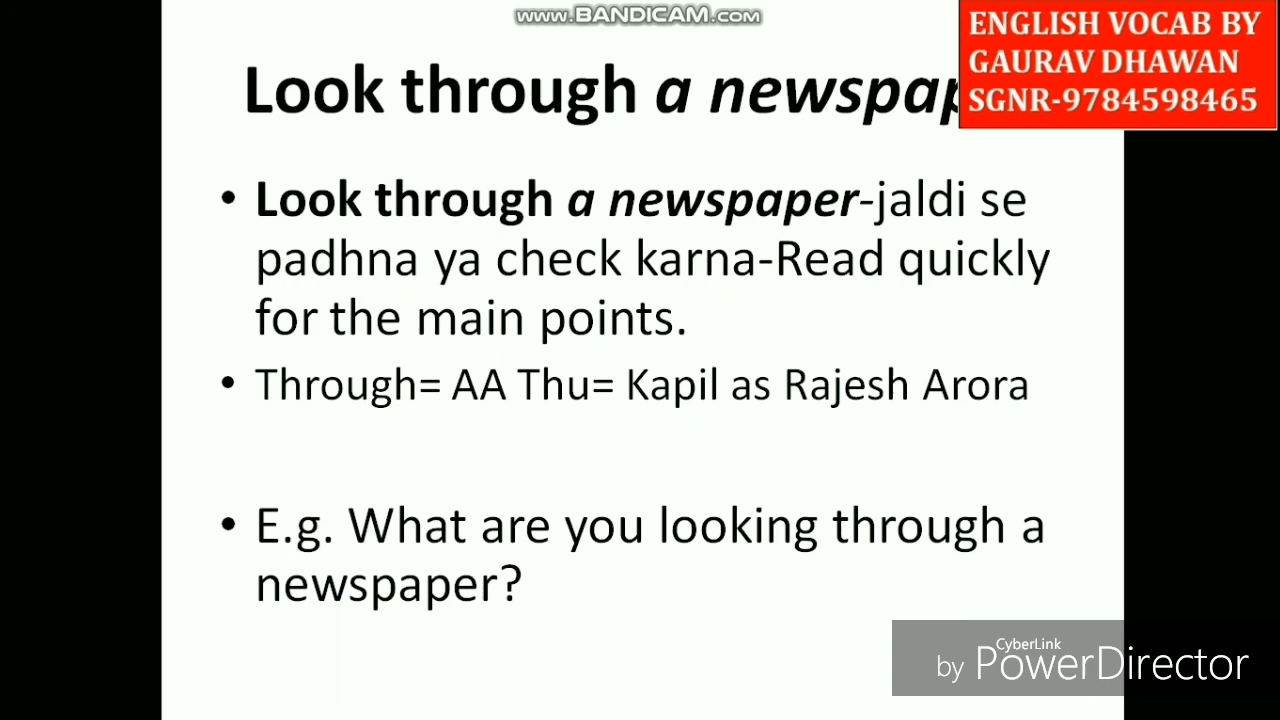 www.BANDICAM.com
ENGLISH VOCAB BY
GAURAV DHAWAN
SGNR-9784598465
Look through a newspap
• Look through a newspaper-jaldi se
padhna ya check karna-Read quickly
for the main points.
• Through= AA Thu= Kapil as Rajesh Arora
• E.g. What are you looking through a
newspaper?
CyberLink
by PowerDirector